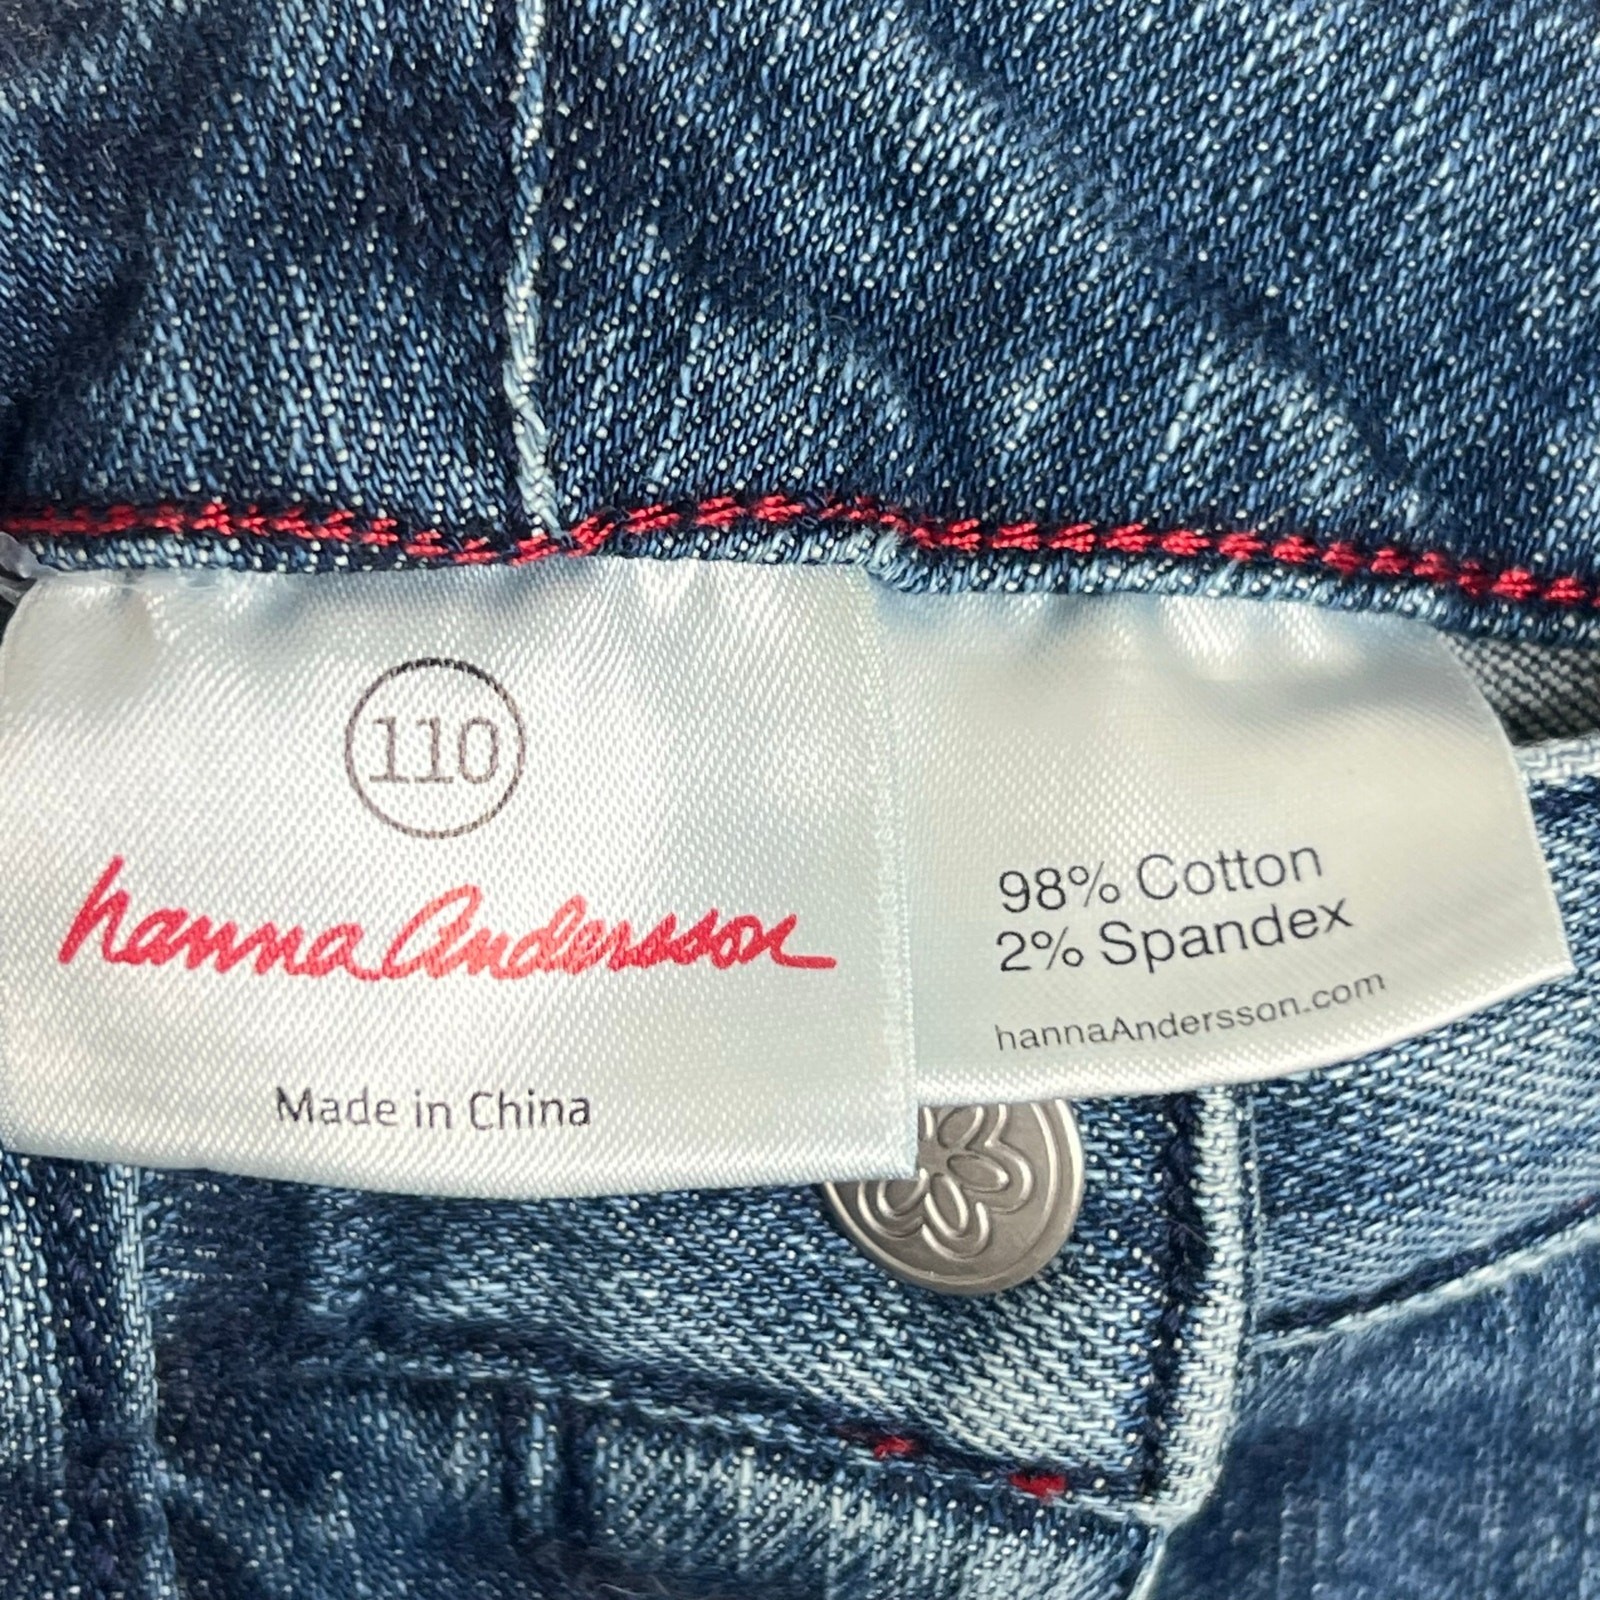 110
hanna Andersson
Made in China
98% Cotton
2% Spandex
hannaAndersson.com